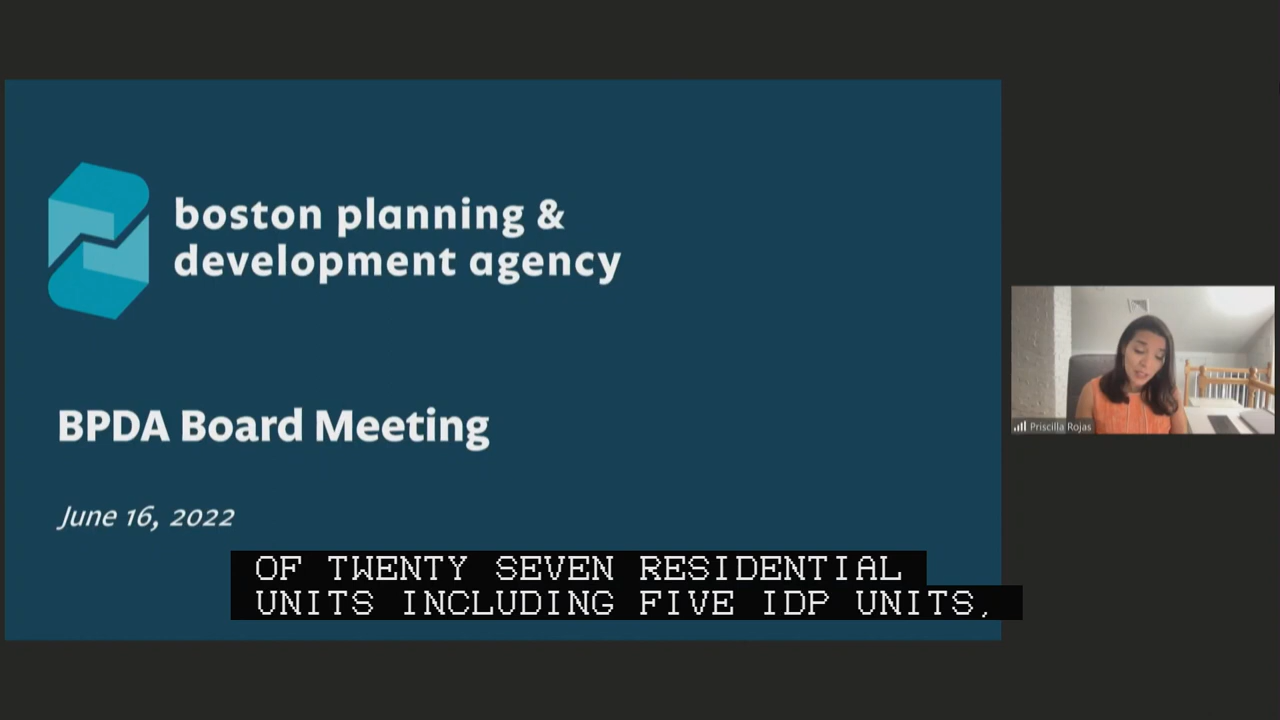 boston planning &
development agency
BPDA Board Meeting
June 16, 2022
Priscilla Rojas
OF TWENTY SEVEN RESIDENTIAL
UNITS INCLUDING FIVE IDP UNITS,